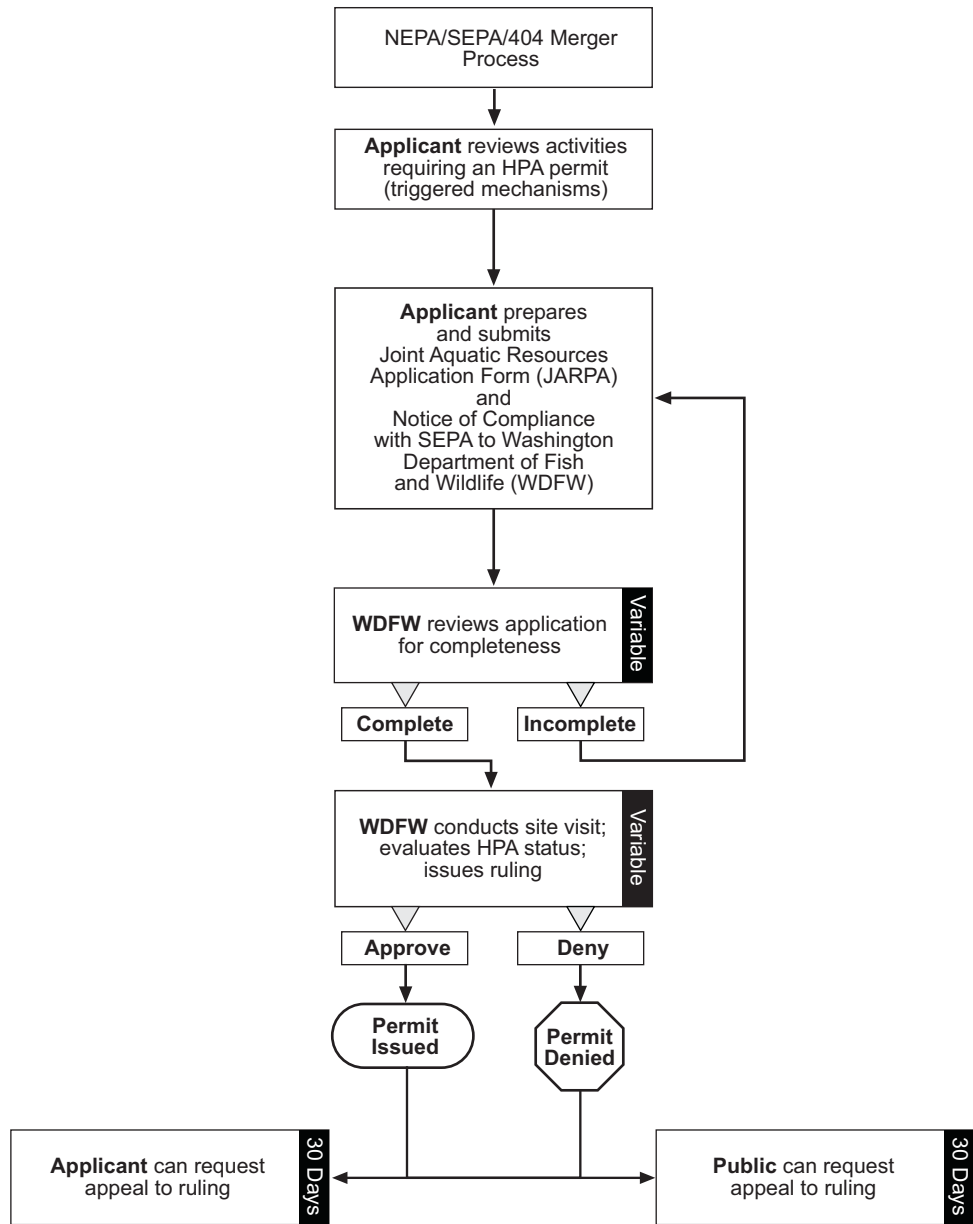 NEPA/SEPA/404 Merger
Process
Applicant reviews activities
requiring an HPA permit
(triggered mechanisms)
Applicant prepares
and submits
Joint Aquatic Resources
Application Form (JARPA)
and
Notice of Compliance
with SEPA to Washington
Department of Fish
and Wildlife (WDFW)
WDFW reviews application
for completeness
Variable
Complete
Incomplete
WDFW conducts site visit;
evaluates HPA status;
issues ruling
Variable
Approve
Deny
Permit
Issued
Permit
Denied
Applicant can request
appeal to ruling
30 Days
Public can request
appeal to ruling
30 Days